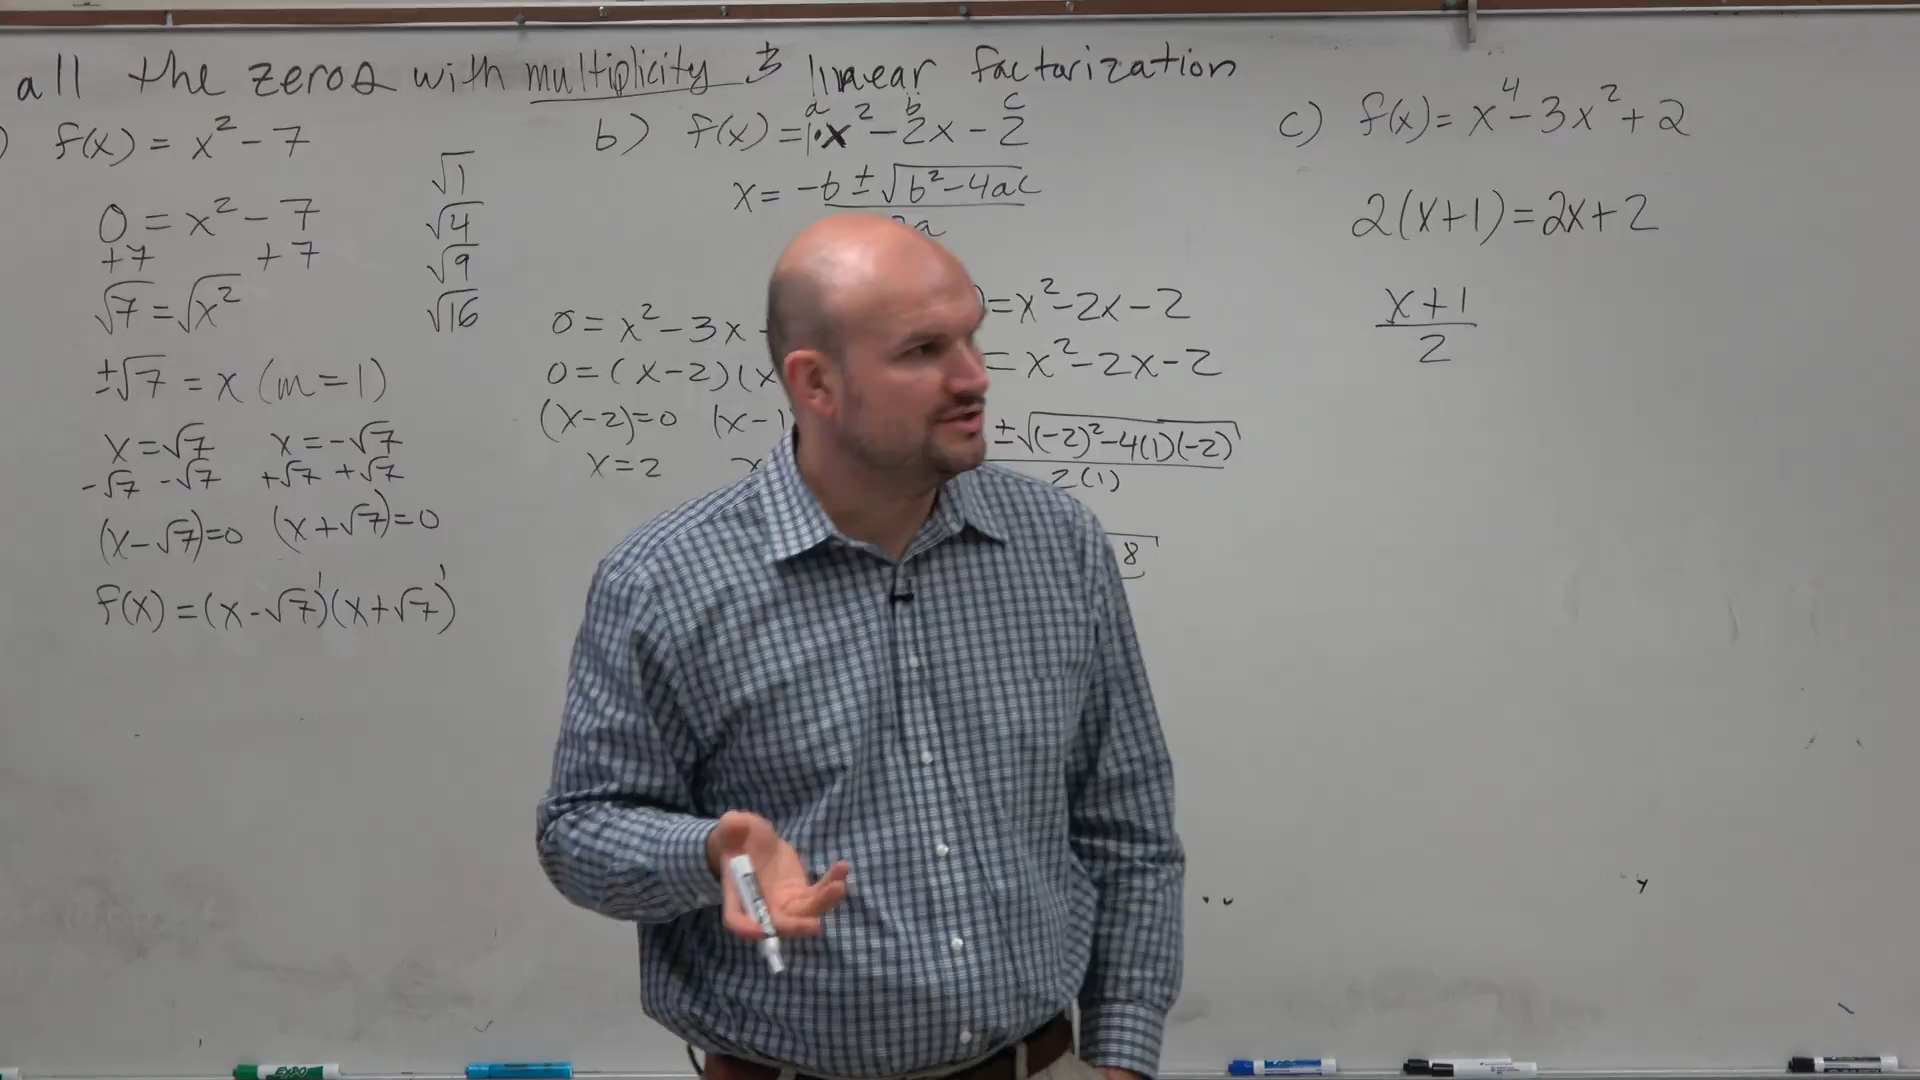 all the zeros with multiplicity & linear factorization
) f(x) = x² - 7
0 = x² - 7
+7 +7
√7 = √x²
±√7 = x (m=1)
x = √7 x = -√7
-√7 -√7 +√7 +√7
(x-√7)=0 (x+√7)=0
f(x) = (x-√7)¹(x+√7)¹
√1
√4
√9
√16
a b c
b) f(x) = 1·x² - 2x - 2
x = -b ± √b²-4ac
a
0 = x² - 3x
0 = (x-2)(x
(x-2)=0 (x-1
x=2
=x²-2x-2
= x²-2x-2
±√(-2)²-4(1)(-2)
2(1)
8
c) f(x) = x⁴ - 3x² + 2
2(x+1) = 2x+2
x+1
2
EXPO